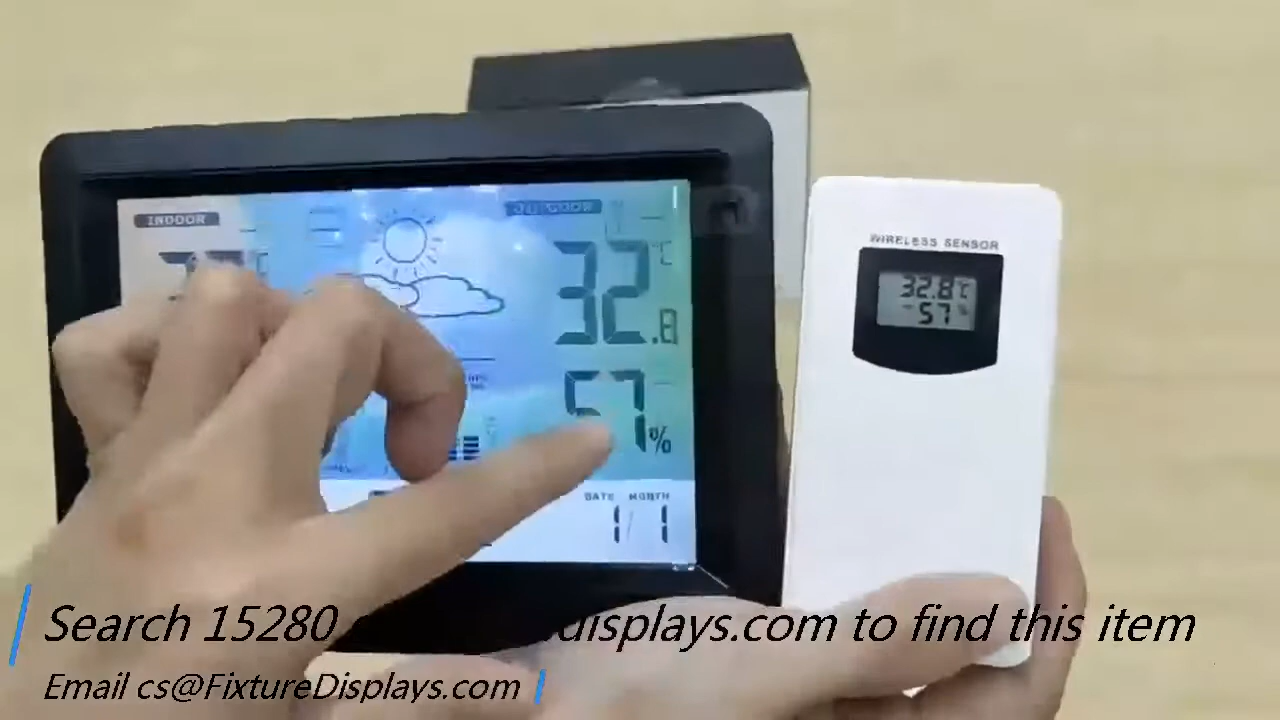 INDOOR
OUTDOOR
32.8 °C
57%
DATE MONTH
1/1
WIRELESS SENSOR
32.8°C
57%
Search 15280 displays.com to find this item
Email cs@FixtureDisplays.com